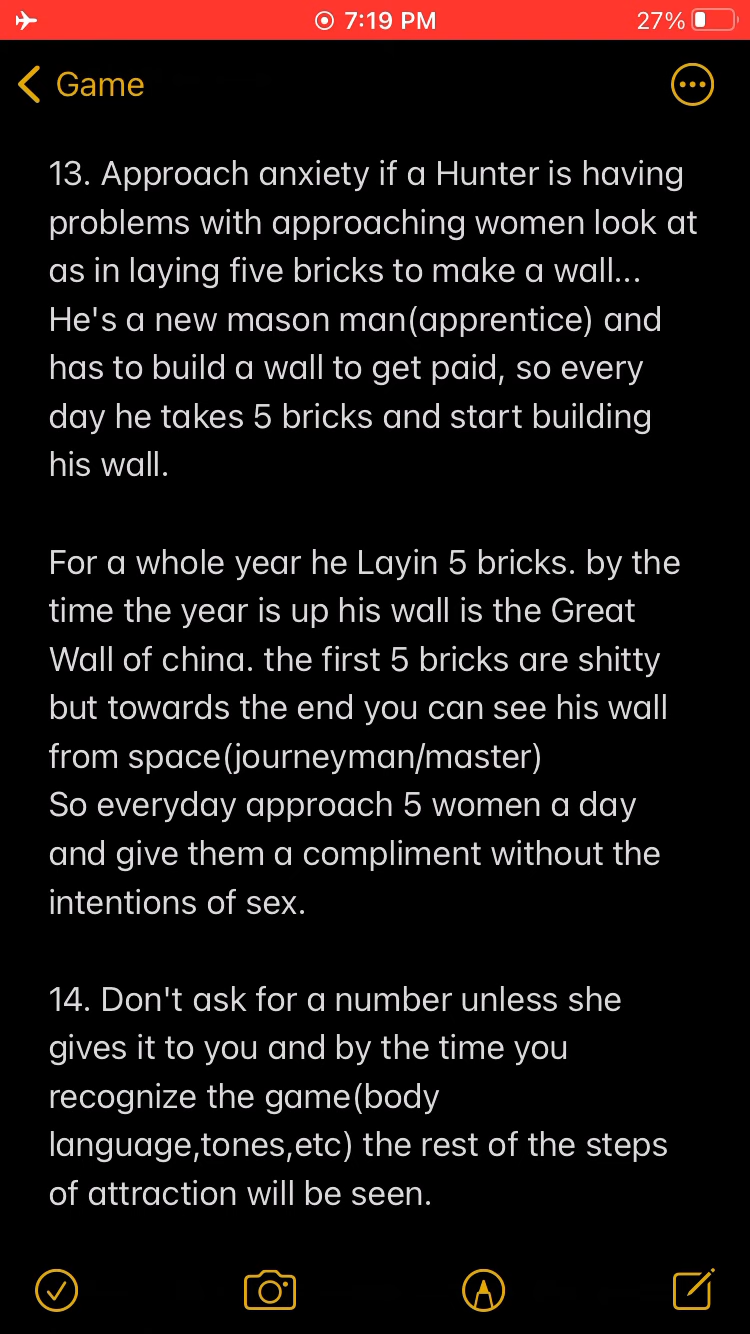 7:19 PM
27%
Game
13. Approach anxiety if a Hunter is having
problems with approaching women look at
as in laying five bricks to make a wall...
He's a new mason man(apprentice) and
has to build a wall to get paid, so every
day he takes 5 bricks and start building
his wall.
For a whole year he Layin 5 bricks. by the
time the year is up his wall is the Great
Wall of china. the first 5 bricks are shitty
but towards the end you can see his wall
from space(journeyman/master)
So everyday approach 5 women a day
and give them a compliment without the
intentions of sex.
14. Don't ask for a number unless she
gives it to you and by the time you
recognize the game(body
language,tones,etc) the rest of the steps
of attraction will be seen.